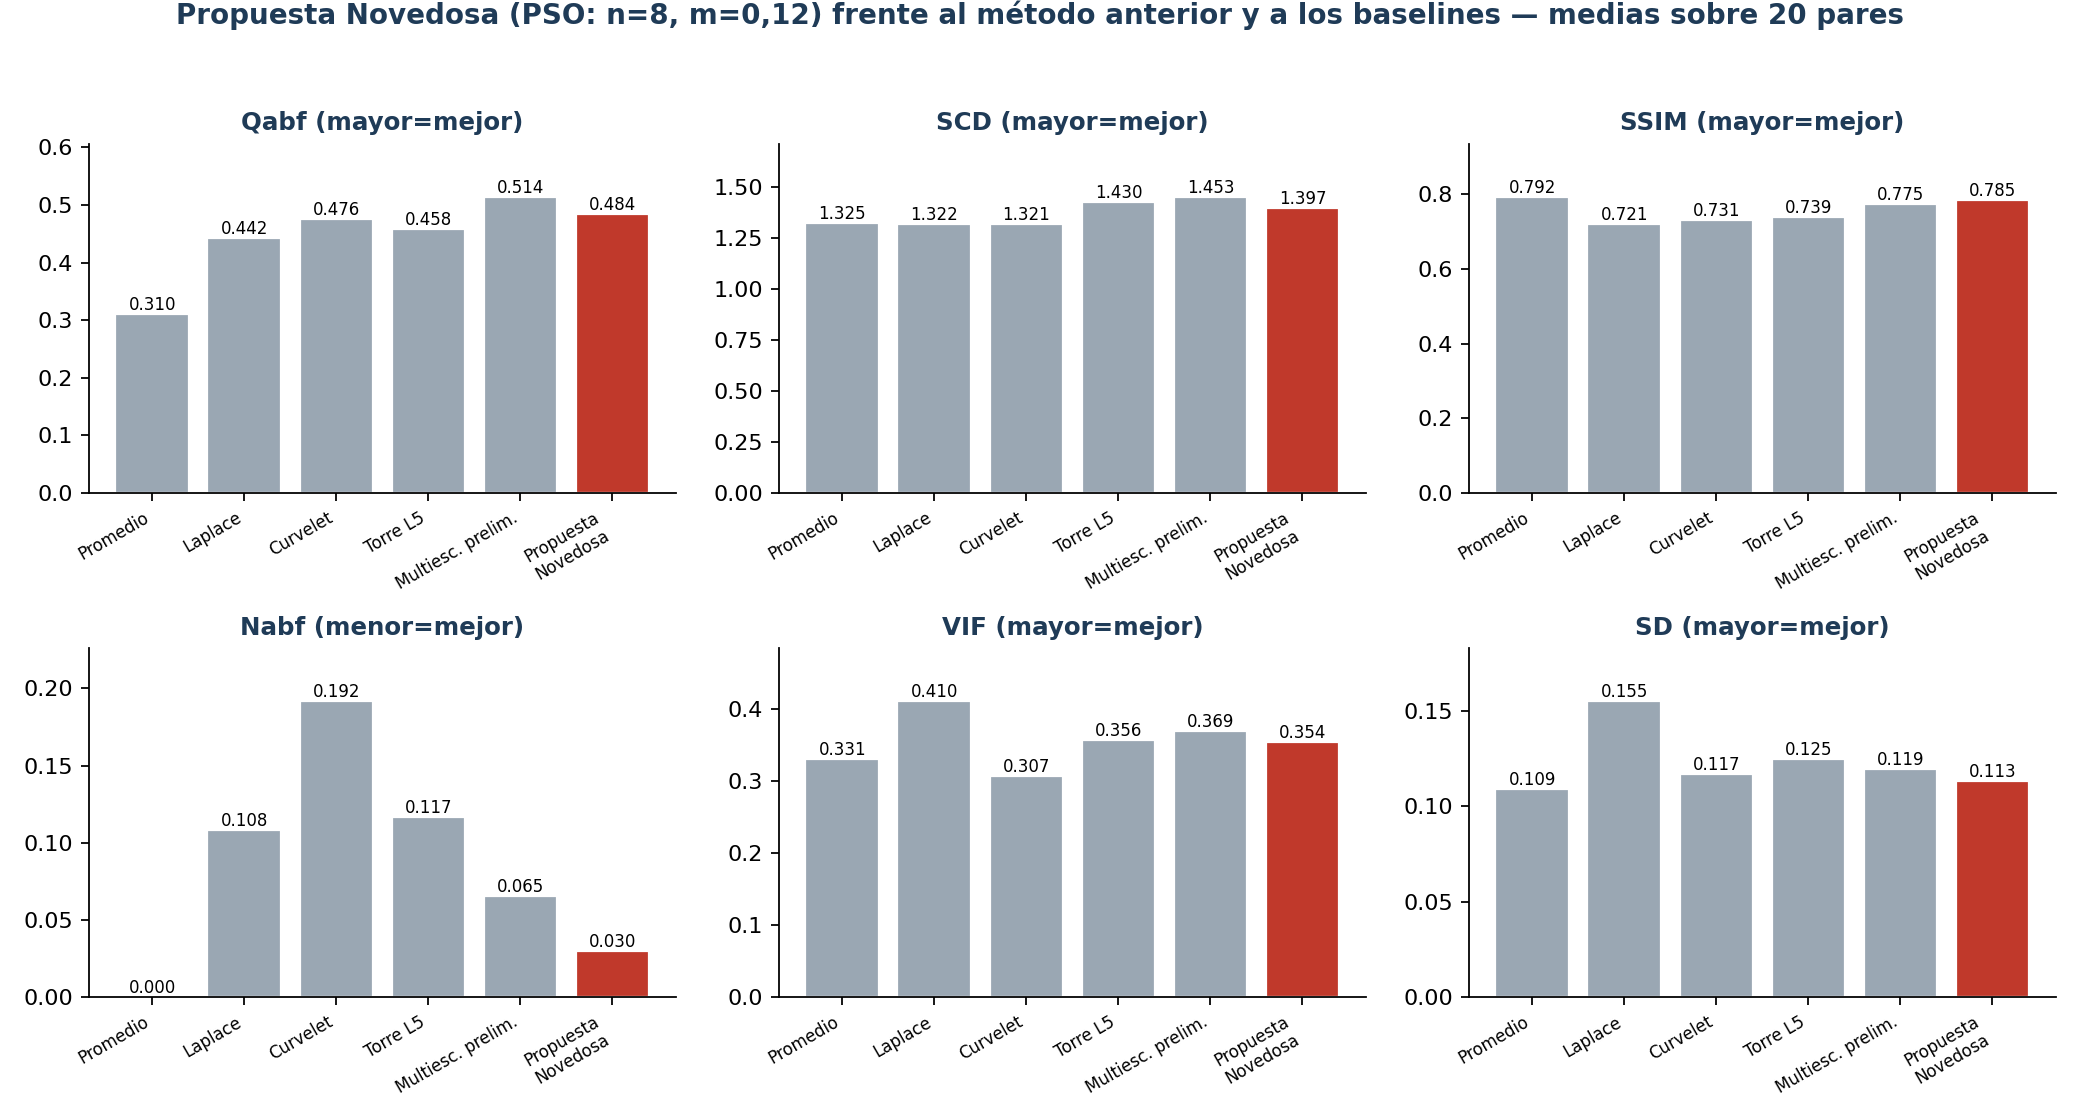 Propuesta Novedosa (PSO: n=8, m=0,12) frente al método anterior y a los baselines — medias sobre 20 pares
Qabf (mayor=mejor)
0.6
0.5
0.4
0.3
0.2
0.1
0.0
0.310
0.442
0.476
0.458
0.514
0.484
Promedio
Laplace
Curvelet
Torre L5
Multiesc. prelim.
Propuesta
Novedosa
SCD (mayor=mejor)
1.50
1.25
1.00
0.75
0.50
0.25
0.00
1.325
1.322
1.321
1.430
1.453
1.397
Promedio
Laplace
Curvelet
Torre L5
Multiesc. prelim.
Propuesta
Novedosa
SSIM (mayor=mejor)
0.8
0.6
0.4
0.2
0.0
0.792
0.721
0.731
0.739
0.775
0.785
Promedio
Laplace
Curvelet
Torre L5
Multiesc. prelim.
Propuesta
Novedosa
Nabf (menor=mejor)
0.20
0.15
0.10
0.05
0.00
0.000
0.108
0.192
0.117
0.065
0.030
Promedio
Laplace
Curvelet
Torre L5
Multiesc. prelim.
Propuesta
Novedosa
VIF (mayor=mejor)
0.4
0.3
0.2
0.1
0.0
0.331
0.410
0.307
0.356
0.369
0.354
Promedio
Laplace
Curvelet
Torre L5
Multiesc. prelim.
Propuesta
Novedosa
SD (mayor=mejor)
0.15
0.10
0.05
0.00
0.109
0.155
0.117
0.125
0.119
0.113
Promedio
Laplace
Curvelet
Torre L5
Multiesc. prelim.
Propuesta
Novedosa